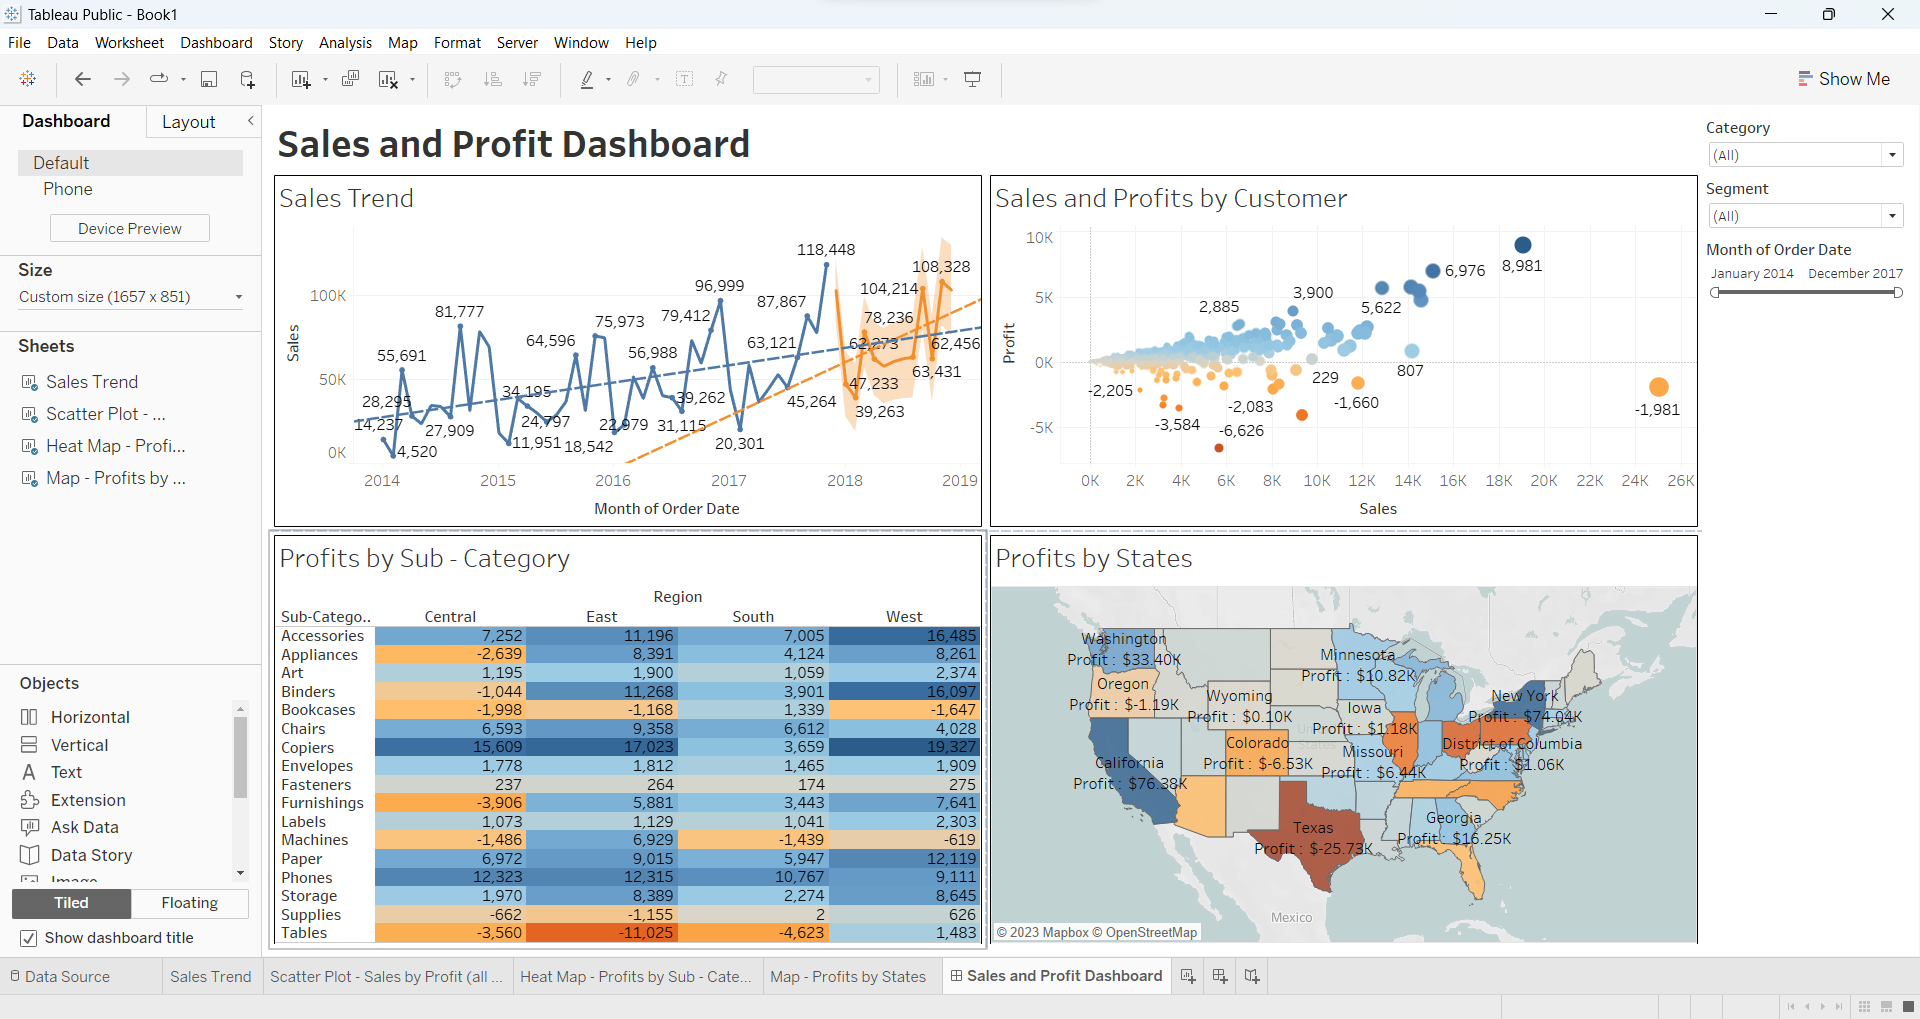 Tableau Public - Book1
File Data Worksheet Dashboard Story Analysis Map Format Server Window Help
Show Me
Dashboard
Layout
Default
Phone
Device Preview
Size
Custom size (1657 x 851)
Sheets
Sales Trend
Scatter Plot - ...
Heat Map - Profi...
Map - Profits by ...
Objects
Horizontal
Vertical
Text
Extension
Ask Data
Data Story
Image
Tiled
Floating
Show dashboard title
Sales and Profit Dashboard
Sales Trend
Sales
100K
50K
0K
14,237
28,295
55,691
4,520
27,909
81,777
34,195
11,951
24,797
64,596
18,542
75,973
22,979
56,988
31,115
39,262
79,412
96,999
20,301
63,121
87,867
45,264
118,448
47,233
39,263
62,273
78,236
104,214
63,431
62,456
108,328
2014 2015 2016 2017 2018 2019
Month of Order Date
Sales and Profits by Customer
Profit
10K
5K
0K
-5K
8,981
6,976
5,622
3,900
2,885
807
229
-2,205
-2,083
-1,660
-1,981
-3,584
-6,626
0K 2K 4K 6K 8K 10K 12K 14K 16K 18K 20K 22K 24K 26K
Sales
Category
(All)
Segment
(All)
Month of Order Date
January 2014 December 2017
Profits by Sub - Category
Region
Sub-Catego.. Central East South West
Accessories 7,252 11,196 7,005 16,485
Appliances -2,639 8,391 4,124 8,261
Art 1,195 1,900 1,059 2,374
Binders -1,044 11,268 3,901 16,097
Bookcases -1,998 -1,168 1,339 -1,647
Chairs 6,593 9,358 6,612 4,028
Copiers 15,609 17,023 3,659 19,327
Envelopes 1,778 1,812 1,465 1,909
Fasteners 237 264 174 275
Furnishings -3,906 5,881 3,443 7,641
Labels 1,073 1,129 1,041 2,303
Machines -1,486 6,929 -1,439 -619
Paper 6,972 9,015 5,947 12,119
Phones 12,323 12,315 10,767 9,111
Storage 1,970 8,389 2,274 8,645
Supplies -662 -1,155 2 626
Tables -3,560 -11,025 -4,623 1,483
Profits by States
Washington
Profit : $33.40K
Oregon
Profit : $-1.19K
Wyoming
Profit : $0.10K
Minnesota
Profit : $10.82K
Iowa
Profit : $1.18K
New York
Profit : $74.04K
California
Profit : $76.38K
Colorado
Profit : $-6.53K
Missouri
Profit : $6.44K
District of Columbia
Profit : $1.06K
Texas
Profit : $-25.73K
Georgia
Profit : $16.25K
Mexico
© 2023 Mapbox © OpenStreetMap
Data Source
Sales Trend
Scatter Plot - Sales by Profit (all ...
Heat Map - Profits by Sub - Cate...
Map - Profits by States
Sales and Profit Dashboard